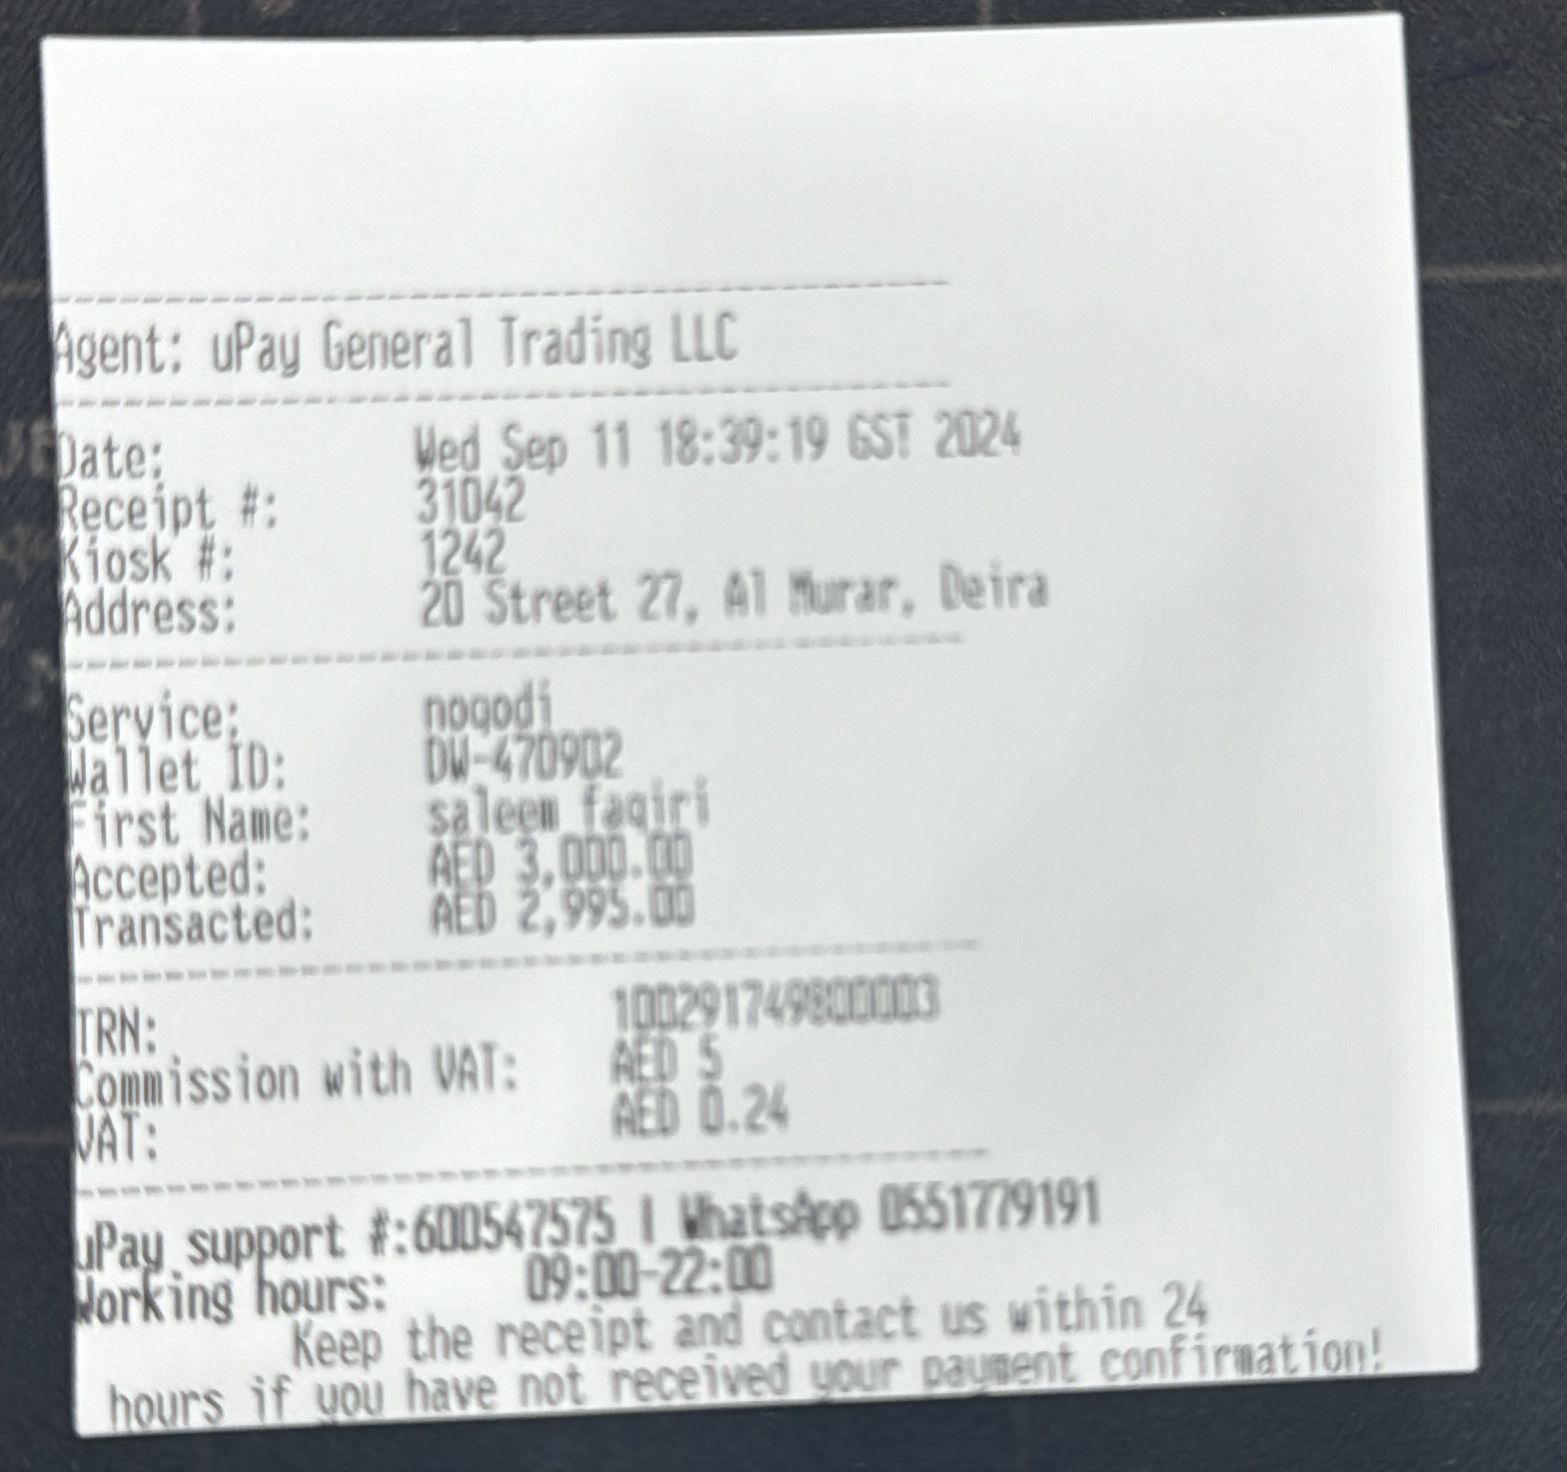 Agent: uPay General Trading LLC
Date: Wed Sep 11 18:39:19 GST 2024
Receipt #: 31042
Kiosk #: 1242
Address: 20 Street 27, Al Murar, Deira
Service: noqodi
Wallet ID: DW-470902
First Name: saleem faqiri
Accepted: AED 3,000.00
Transacted: AED 2,995.00
TRN: 100291749800003
Commission with VAT: AED 5
VAT: AED 0.24
uPay support #:600547575 | WhatsApp 0551779191
Working hours: 09:00-22:00
Keep the receipt and contact us within 24
hours if you have not received your payment confirmation!